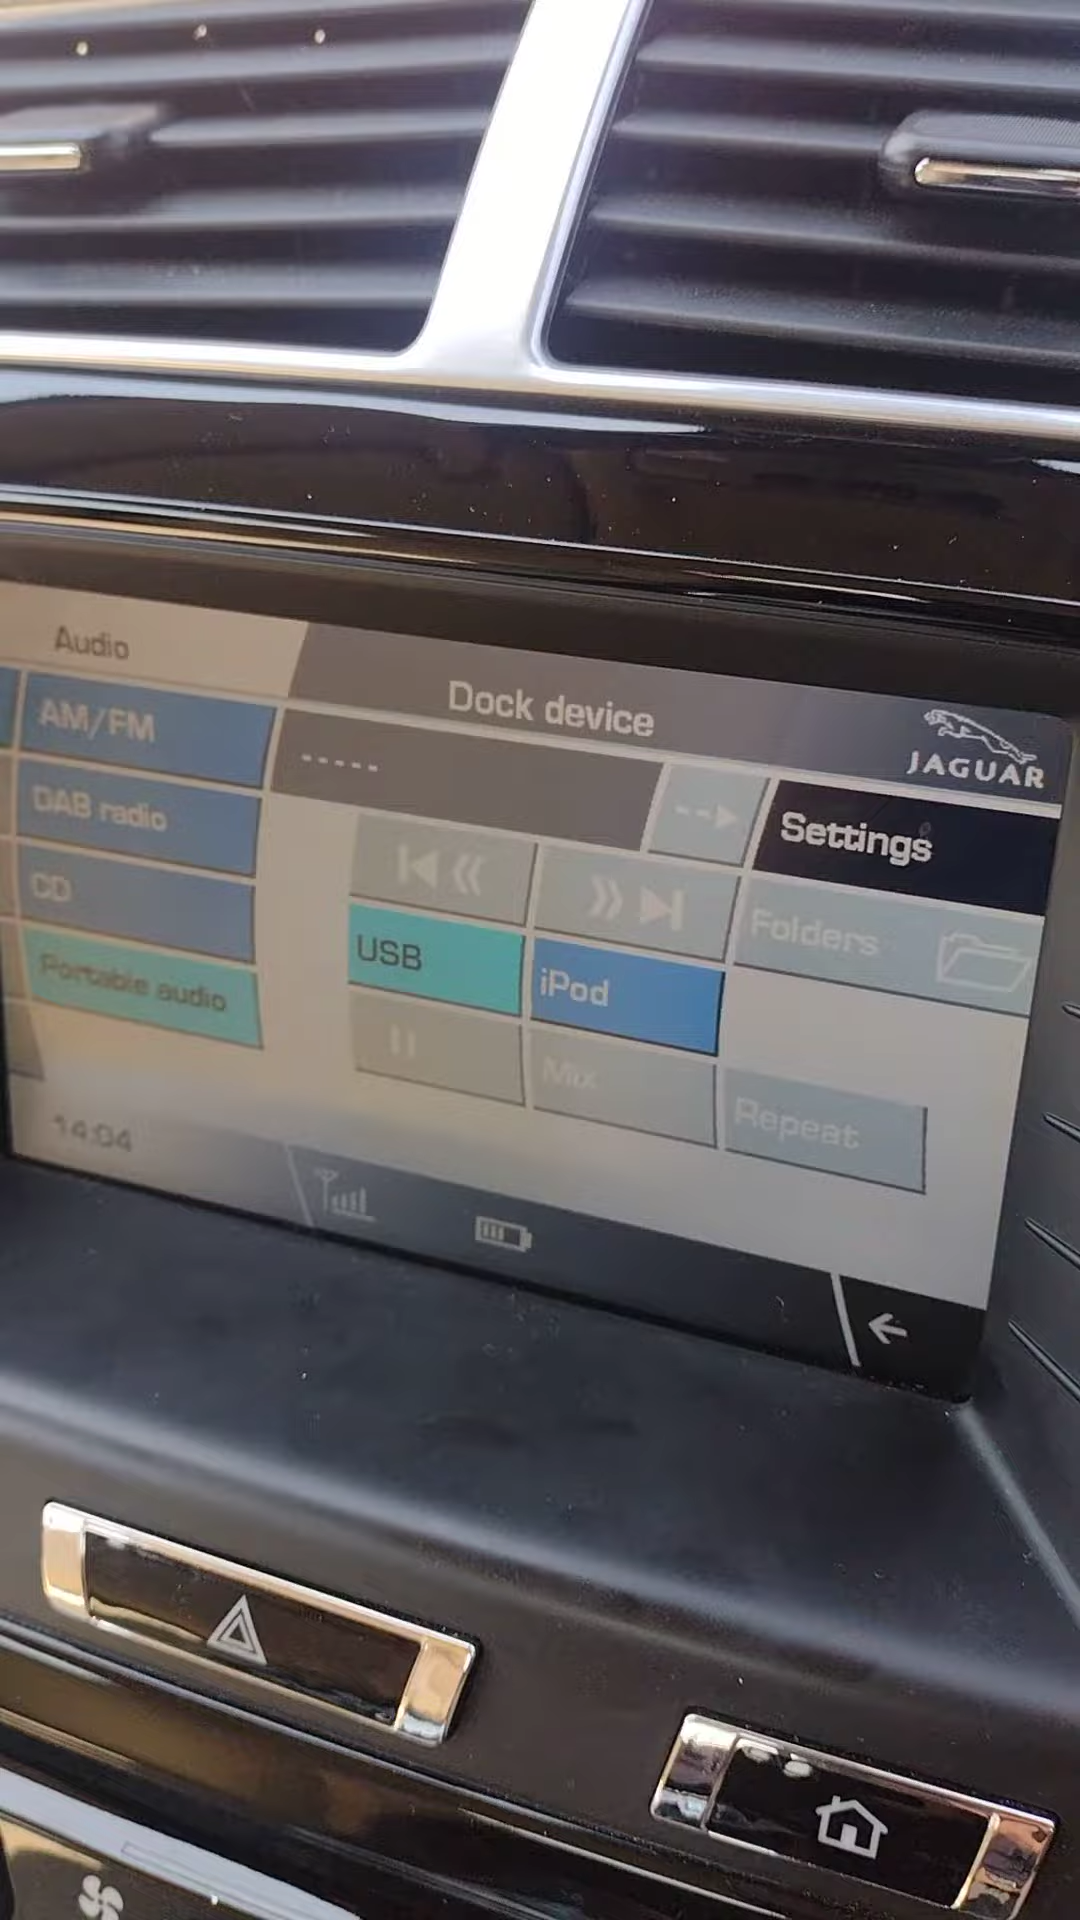 Audio
Dock device
JAGUAR
AM/FM
-----
Settings
DAB radio
CD
Folders
USB
iPod
Portable audio
Mix
Repeat
14:04